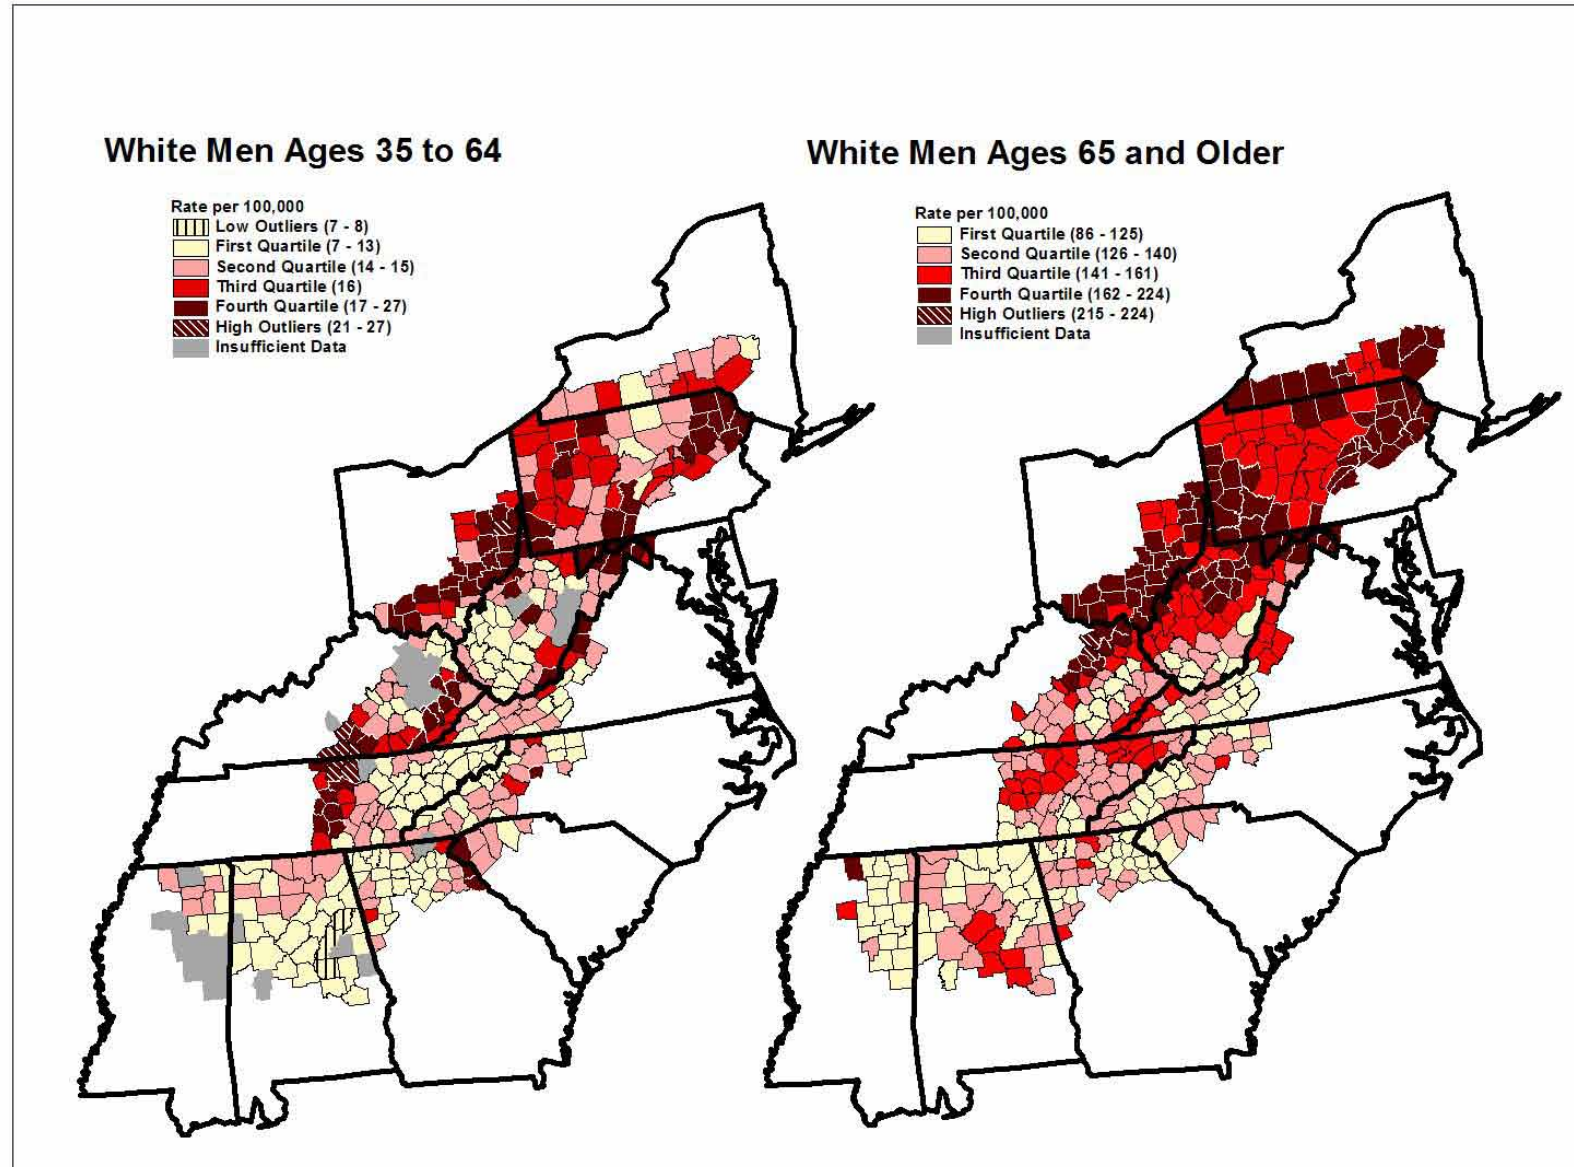 White Men Ages 35 to 64
Rate per 100,000
Low Outliers (7 - 8)
First Quartile (7 - 13)
Second Quartile (14 - 15)
Third Quartile (16)
Fourth Quartile (17 - 27)
High Outliers (21 - 27)
Insufficient Data
White Men Ages 65 and Older
Rate per 100,000
First Quartile (86 - 125)
Second Quartile (126 - 140)
Third Quartile (141 - 161)
Fourth Quartile (162 - 224)
High Outliers (215 - 224)
Insufficient Data